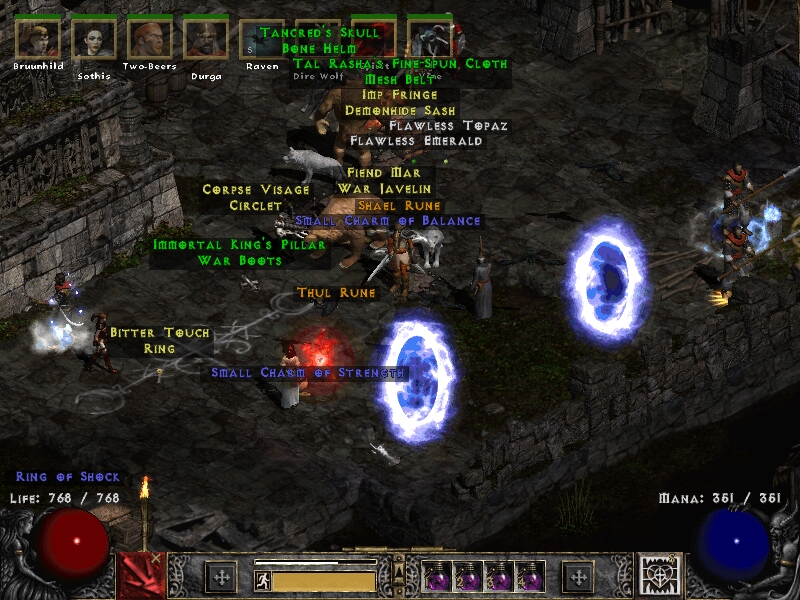 Tancred's Skull
Bone Helm
Bruunhild
Sothis
Two-Beers
Durga
Raven
Dire Wolf
Tal Rasha's Fine-Spun Cloth
Mesh Belt
Imp Fringe
Demonhide Sash
Flawless Topaz
Flawless Emerald
Fiend Mar
War Javelin
Corpse Visage
Circlet
Shael Rune
Small Charm of Balance
Immortal King's Pillar
War Boots
Thul Rune
Bitter Touch
Ring
Small Charm of Strength
Ring of Shock
Life: 768 / 768
Mana: 351 / 351